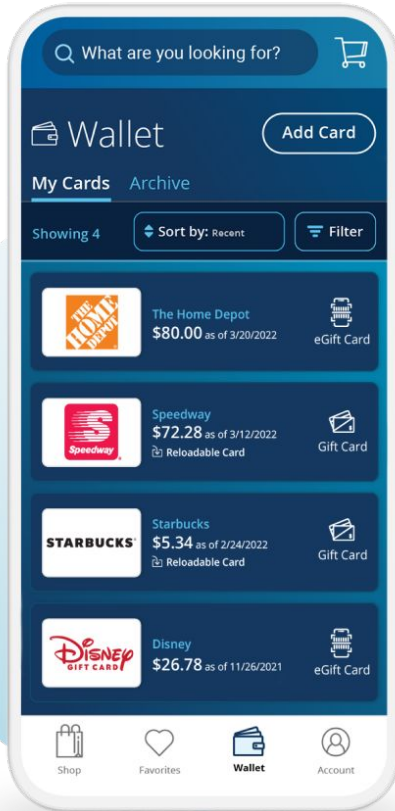 What are you looking for?
Wallet
Add Card
My Cards
Archive
Showing 4
Sort by: Recent
Filter
THE
HOME
DEPOT
The Home Depot
$80.00 as of 3/20/2022
eGift Card
Speedway
Speedway
$72.28 as of 3/12/2022
Reloadable Card
Gift Card
STARBUCKS
Starbucks
$5.34 as of 2/24/2022
Reloadable Card
Gift Card
Disney
GIFT CARD
Disney
$26.78 as of 11/26/2021
eGift Card
Shop
Favorites
Wallet
Account